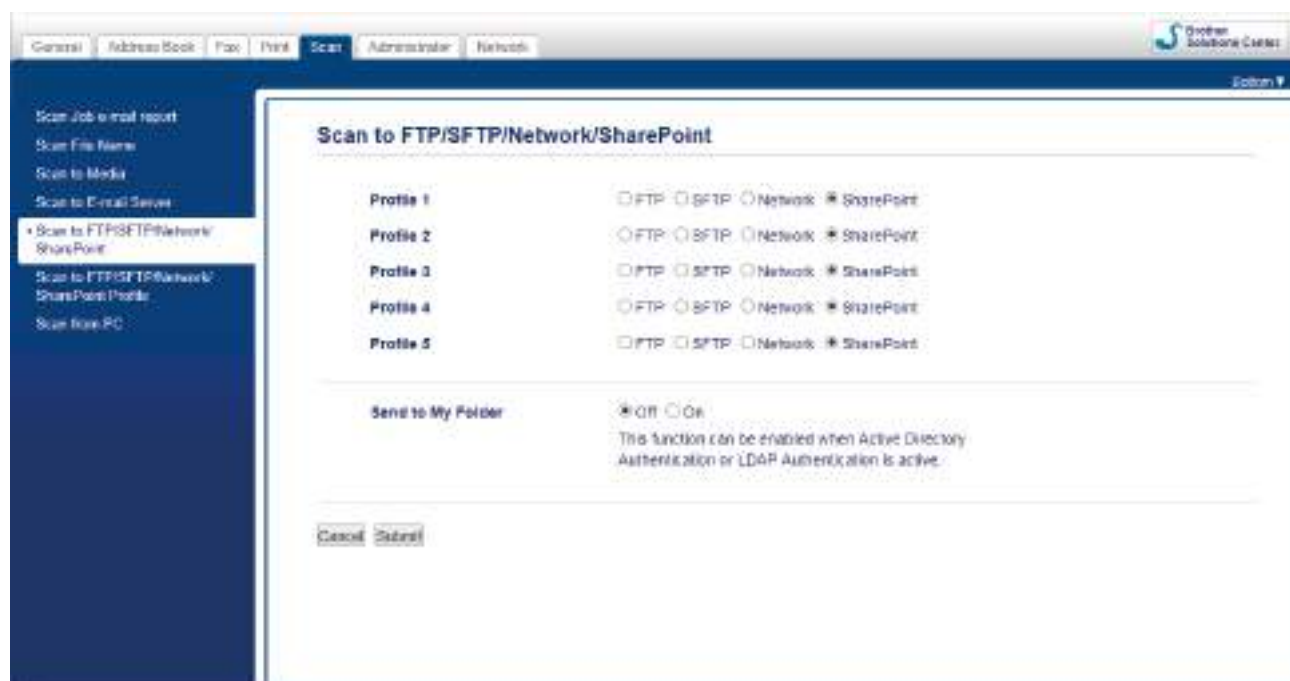 General Address Book Fax Print Scan Administrator Network
Brother
Solutions Center
Bottom▼
Scan Job e-mail report
Scan File Name
Scan to Media
Scan to E-mail Server
• Scan to FTP/SFTP/Network/
SharePoint
Scan to FTP/SFTP/Network/
SharePoint Profile
Scan from PC
Scan to FTP/SFTP/Network/SharePoint
Profile 1 FTP SFTP Network SharePoint
Profile 2 FTP SFTP Network SharePoint
Profile 3 FTP SFTP Network SharePoint
Profile 4 FTP SFTP Network SharePoint
Profile 5 FTP SFTP Network SharePoint
Send to My Folder Off On
This function can be enabled when Active Directory
Authentication or LDAP Authentication is active.
Cancel Submit